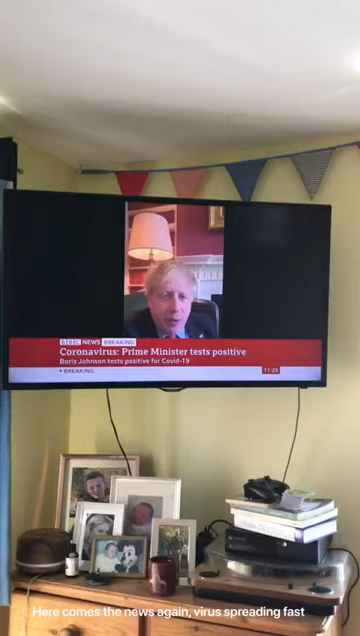 BBC NEWS BREAKING
Coronavirus: Prime Minister tests positive
Boris Johnson tests positive for Covid-19
• BREAKING 11:25
Here comes the news again, virus spreading fast